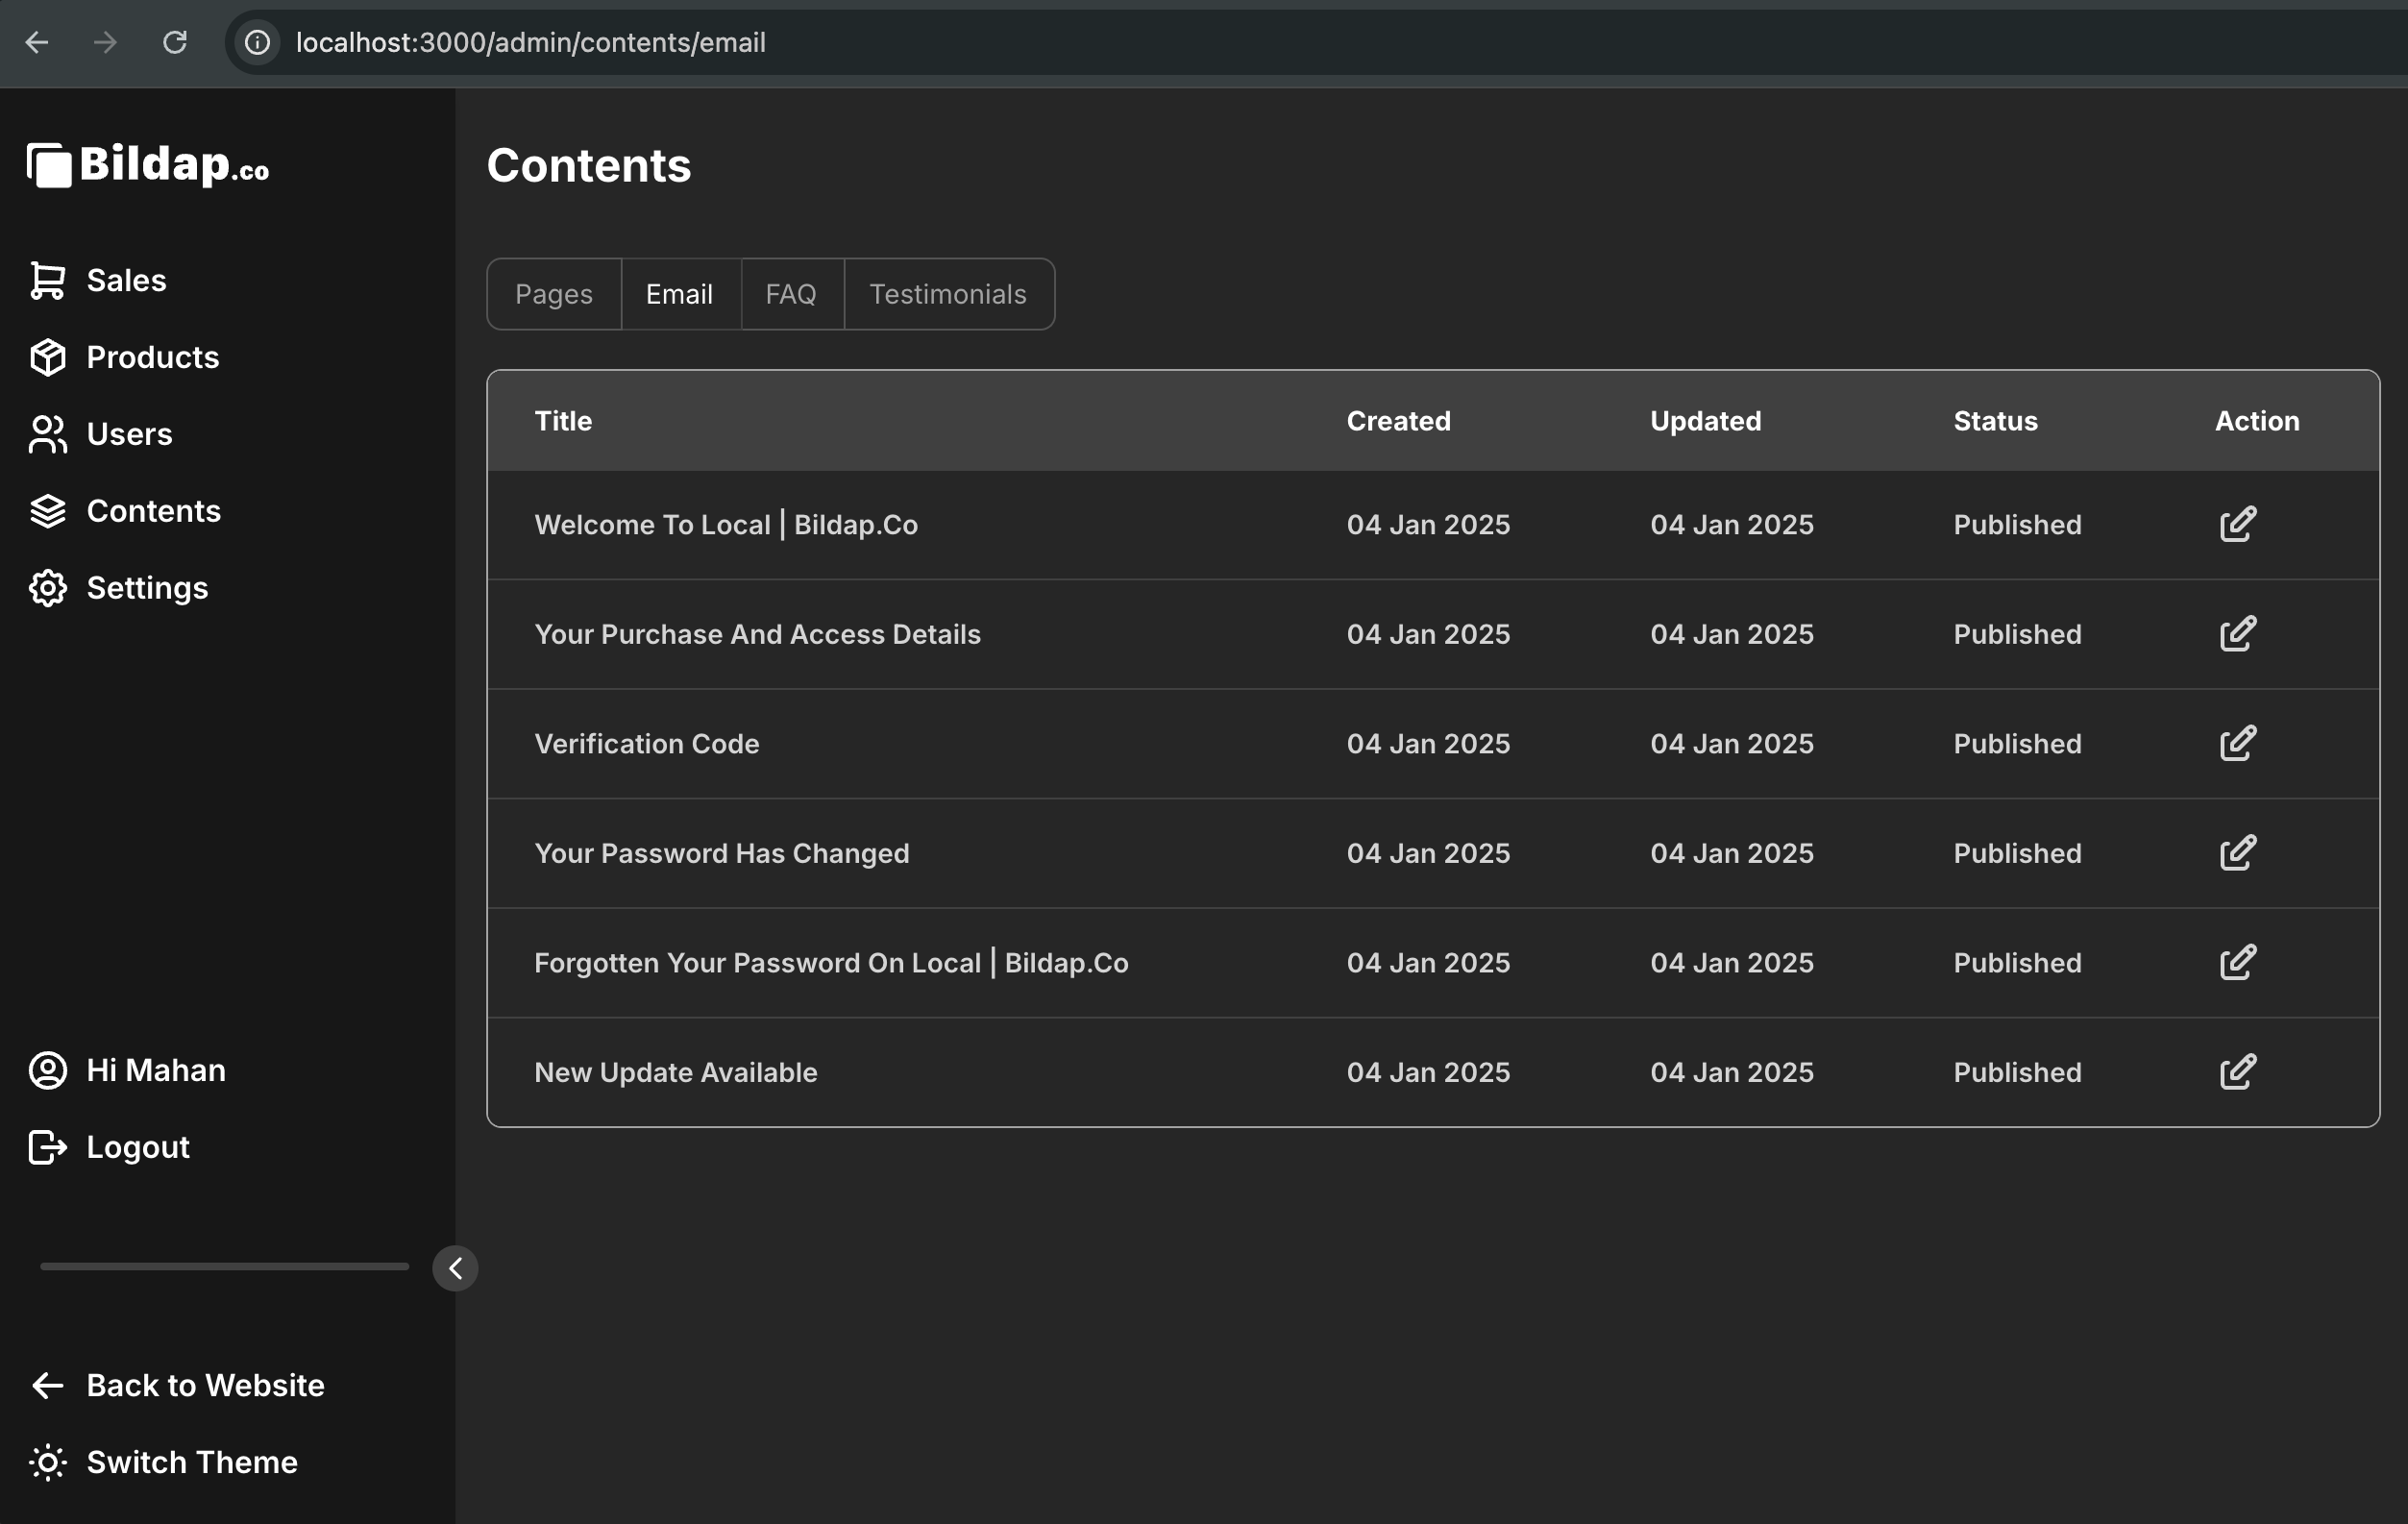 localhost:3000/admin/contents/email
Bildap.co
Sales
Products
Users
Contents
Settings
Hi Mahan
Logout
Back to Website
Switch Theme
Contents
Pages Email FAQ Testimonials
Title Created Updated Status Action
Welcome To Local | Bildap.Co 04 Jan 2025 04 Jan 2025 Published
Your Purchase And Access Details 04 Jan 2025 04 Jan 2025 Published
Verification Code 04 Jan 2025 04 Jan 2025 Published
Your Password Has Changed 04 Jan 2025 04 Jan 2025 Published
Forgotten Your Password On Local | Bildap.Co 04 Jan 2025 04 Jan 2025 Published
New Update Available 04 Jan 2025 04 Jan 2025 Published